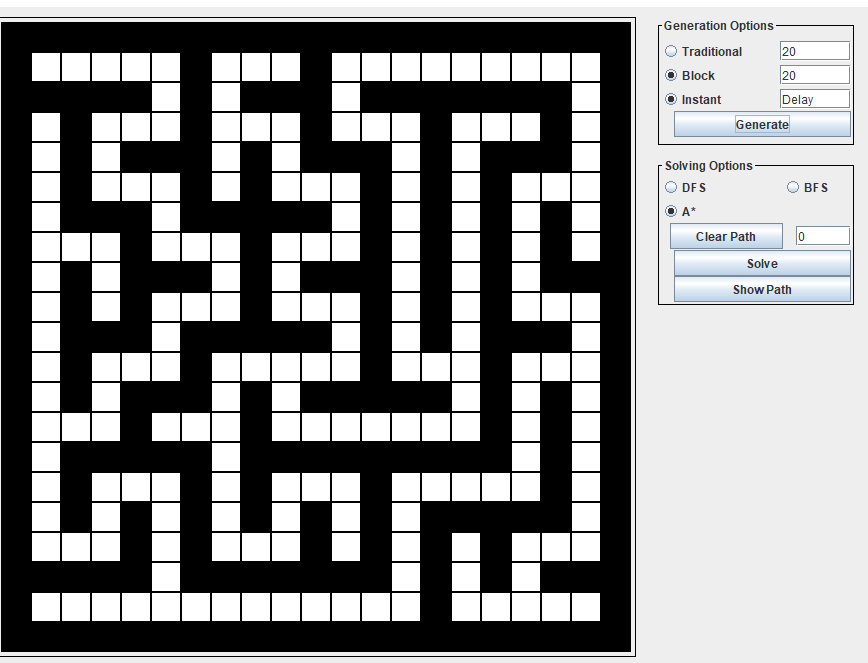 Generation Options
Traditional 20
Block 20
Instant Delay
Generate
Solving Options
DFS BFS
A*
Clear Path 0
Solve
Show Path